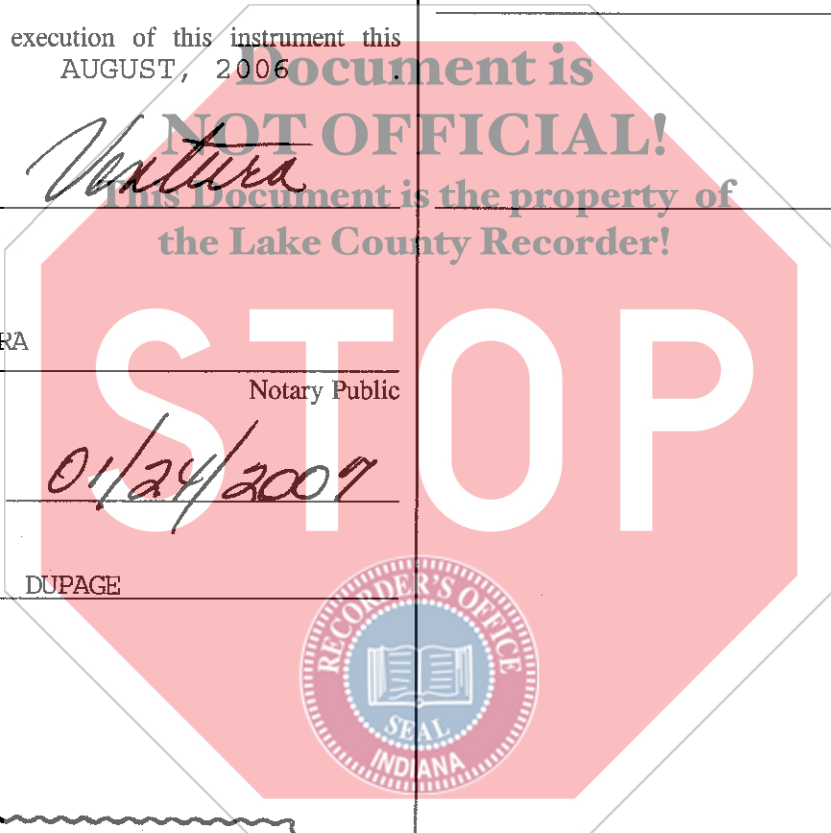 execution of this instrument this
AUGUST, 2006 .
Document is
NOT OFFICIAL!
Ventura
This Document is the property of
the Lake County Recorder!
RA
STOP
Notary Public
01/24/2007
DUPAGE
RECORDER'S OFFICE
SEAL
INDIANA